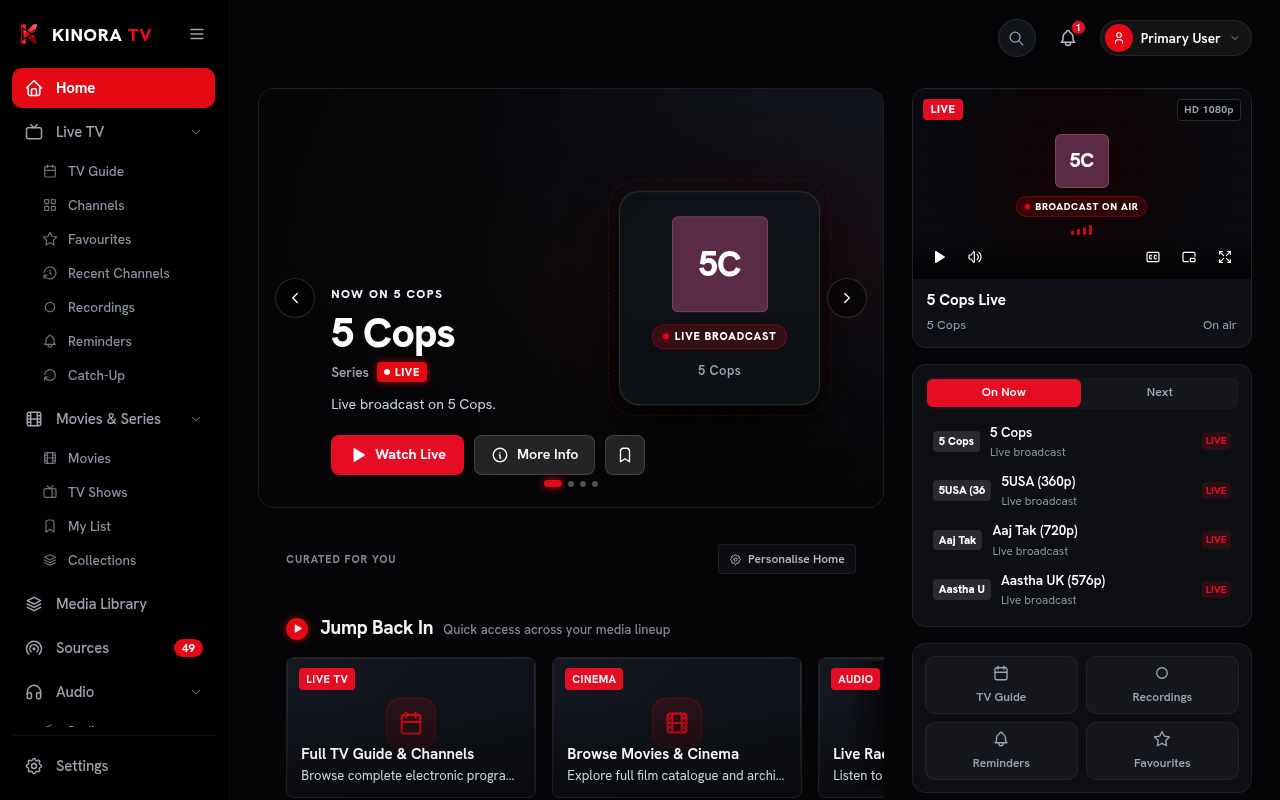 KINORA TV
Home
Live TV
TV Guide
Channels
Favourites
Recent Channels
Recordings
Reminders
Catch-Up
Movies & Series
Movies
TV Shows
My List
Collections
Media Library
Sources 49
Audio
Settings
1
Primary User
NOW ON 5 COPS
5 Cops
Series LIVE
Live broadcast on 5 Cops.
Watch Live
More Info
5C
LIVE BROADCAST
5 Cops
CURATED FOR YOU
Personalise Home
Jump Back In Quick access across your media lineup
LIVE TV
Full TV Guide & Channels
Browse complete electronic progra...
CINEMA
Browse Movies & Cinema
Explore full film catalogue and archi...
AUDIO
Live
Listen to
LIVE
HD 1080p
5C
BROADCAST ON AIR
5 Cops Live
5 Cops On air
On Now Next
5 Cops 5 Cops LIVE
Live broadcast
5USA (36 5USA (360p) LIVE
Live broadcast
Aaj Tak Aaj Tak (720p) LIVE
Live broadcast
Aastha U Aastha UK (576p) LIVE
Live broadcast
TV Guide
Recordings
Reminders
Favourites